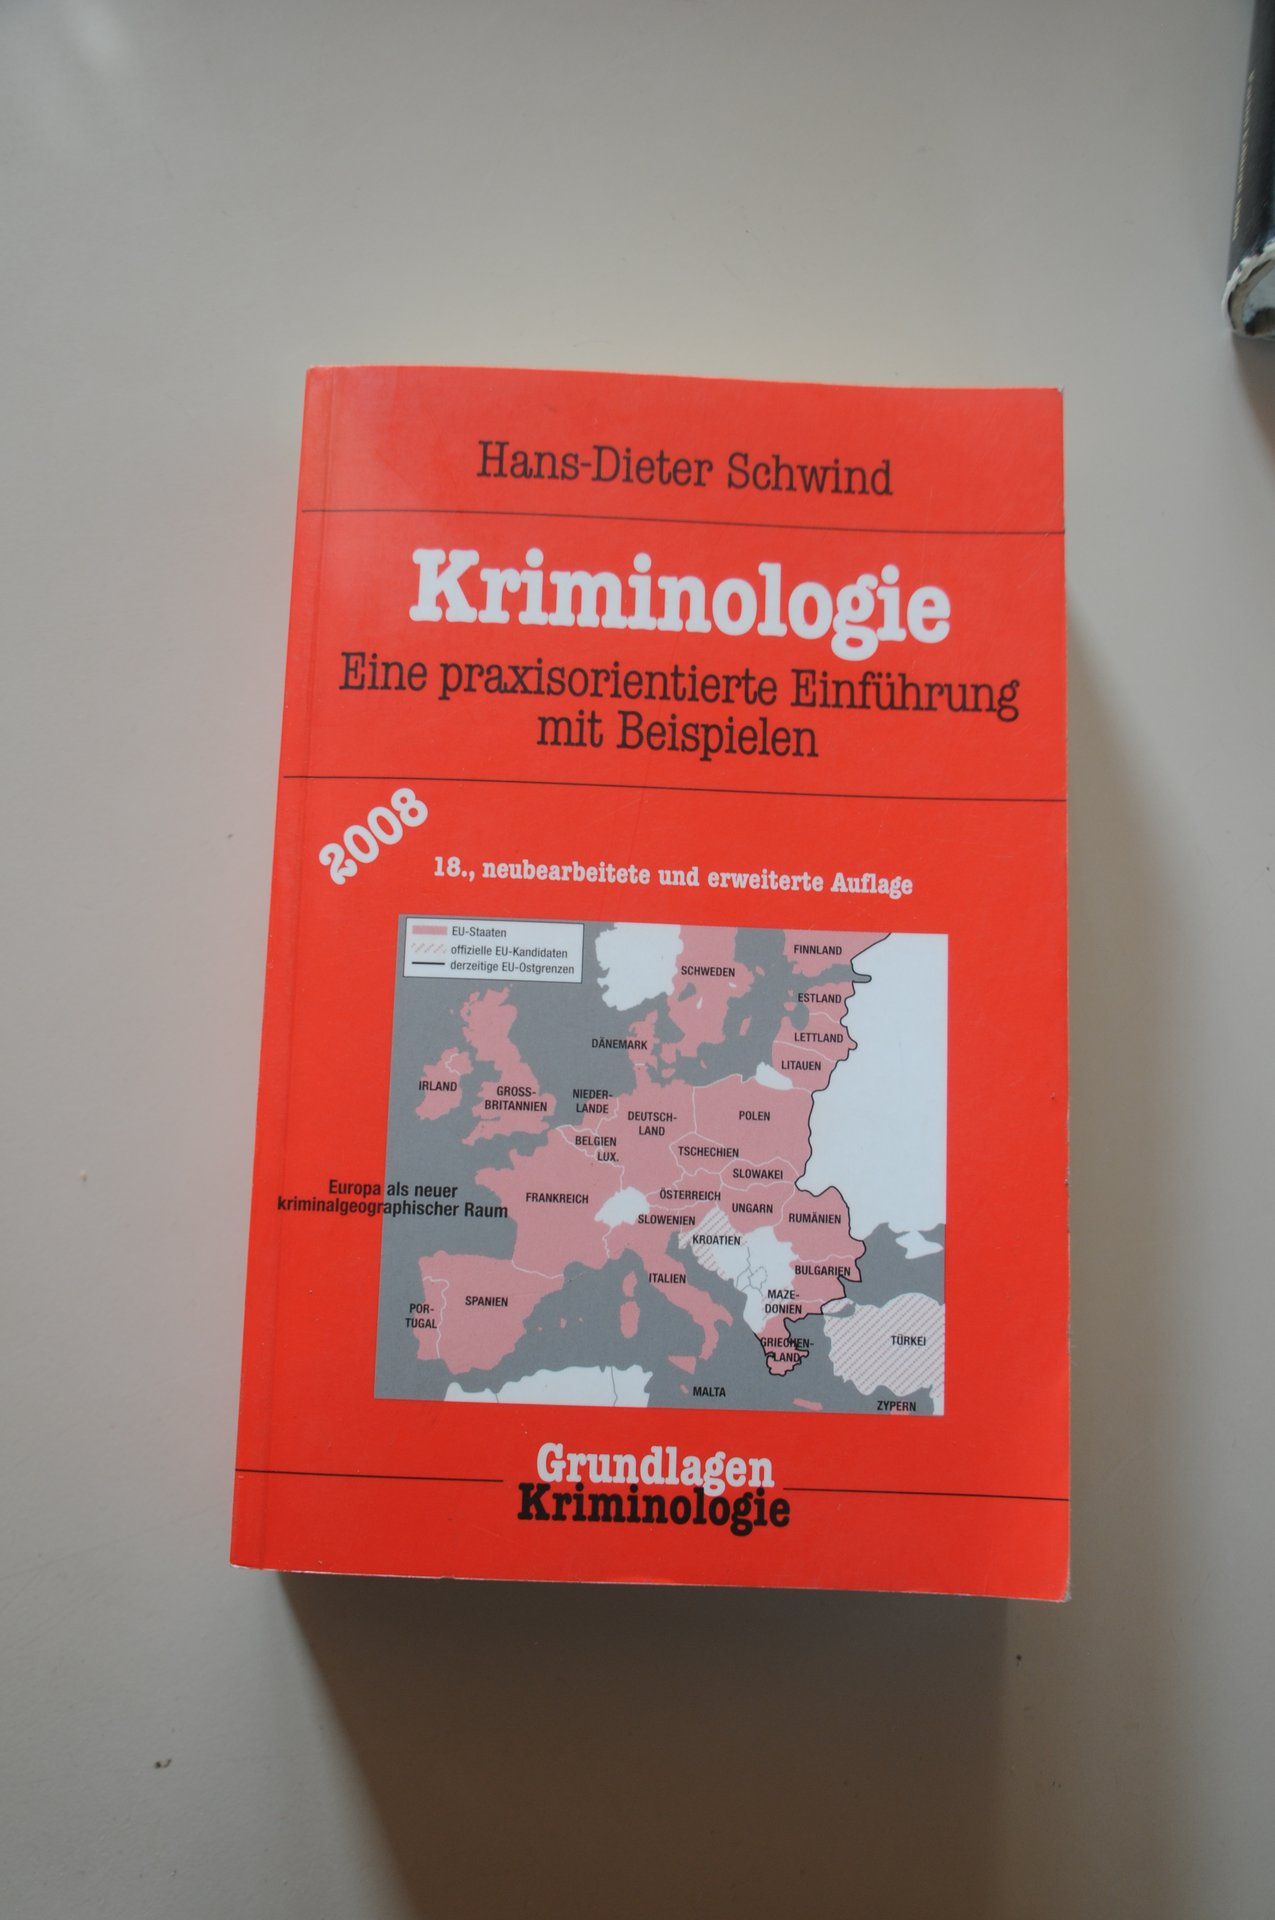 Hans-Dieter Schwind
Kriminologie
Eine praxisorientierte Einführung
mit Beispielen
2008
18., neubearbeitete und erweiterte Auflage
EU-Staaten
offizielle EU-Kandidaten
derzeitige EU-Ostgrenzen
FINNLAND
SCHWEDEN
ESTLAND
LETTLAND
DÄNEMARK
LITAUEN
IRLAND
GROSS-
BRITANNIEN
NIEDER-
LANDE
DEUTSCH-
LAND
POLEN
BELGIEN
LUX.
TSCHECHIEN
SLOWAKEI
Europa als neuer
kriminalgeographischer Raum
FRANKREICH
ÖSTERREICH
UNGARN
SLOWENIEN
RUMÄNIEN
KROATIEN
ITALIEN
BULGARIEN
MAZE-
DONIEN
POR-
TUGAL
SPANIEN
GRIECHEN-
LAND
TÜRKEI
MALTA
ZYPERN
Grundlagen
Kriminologie